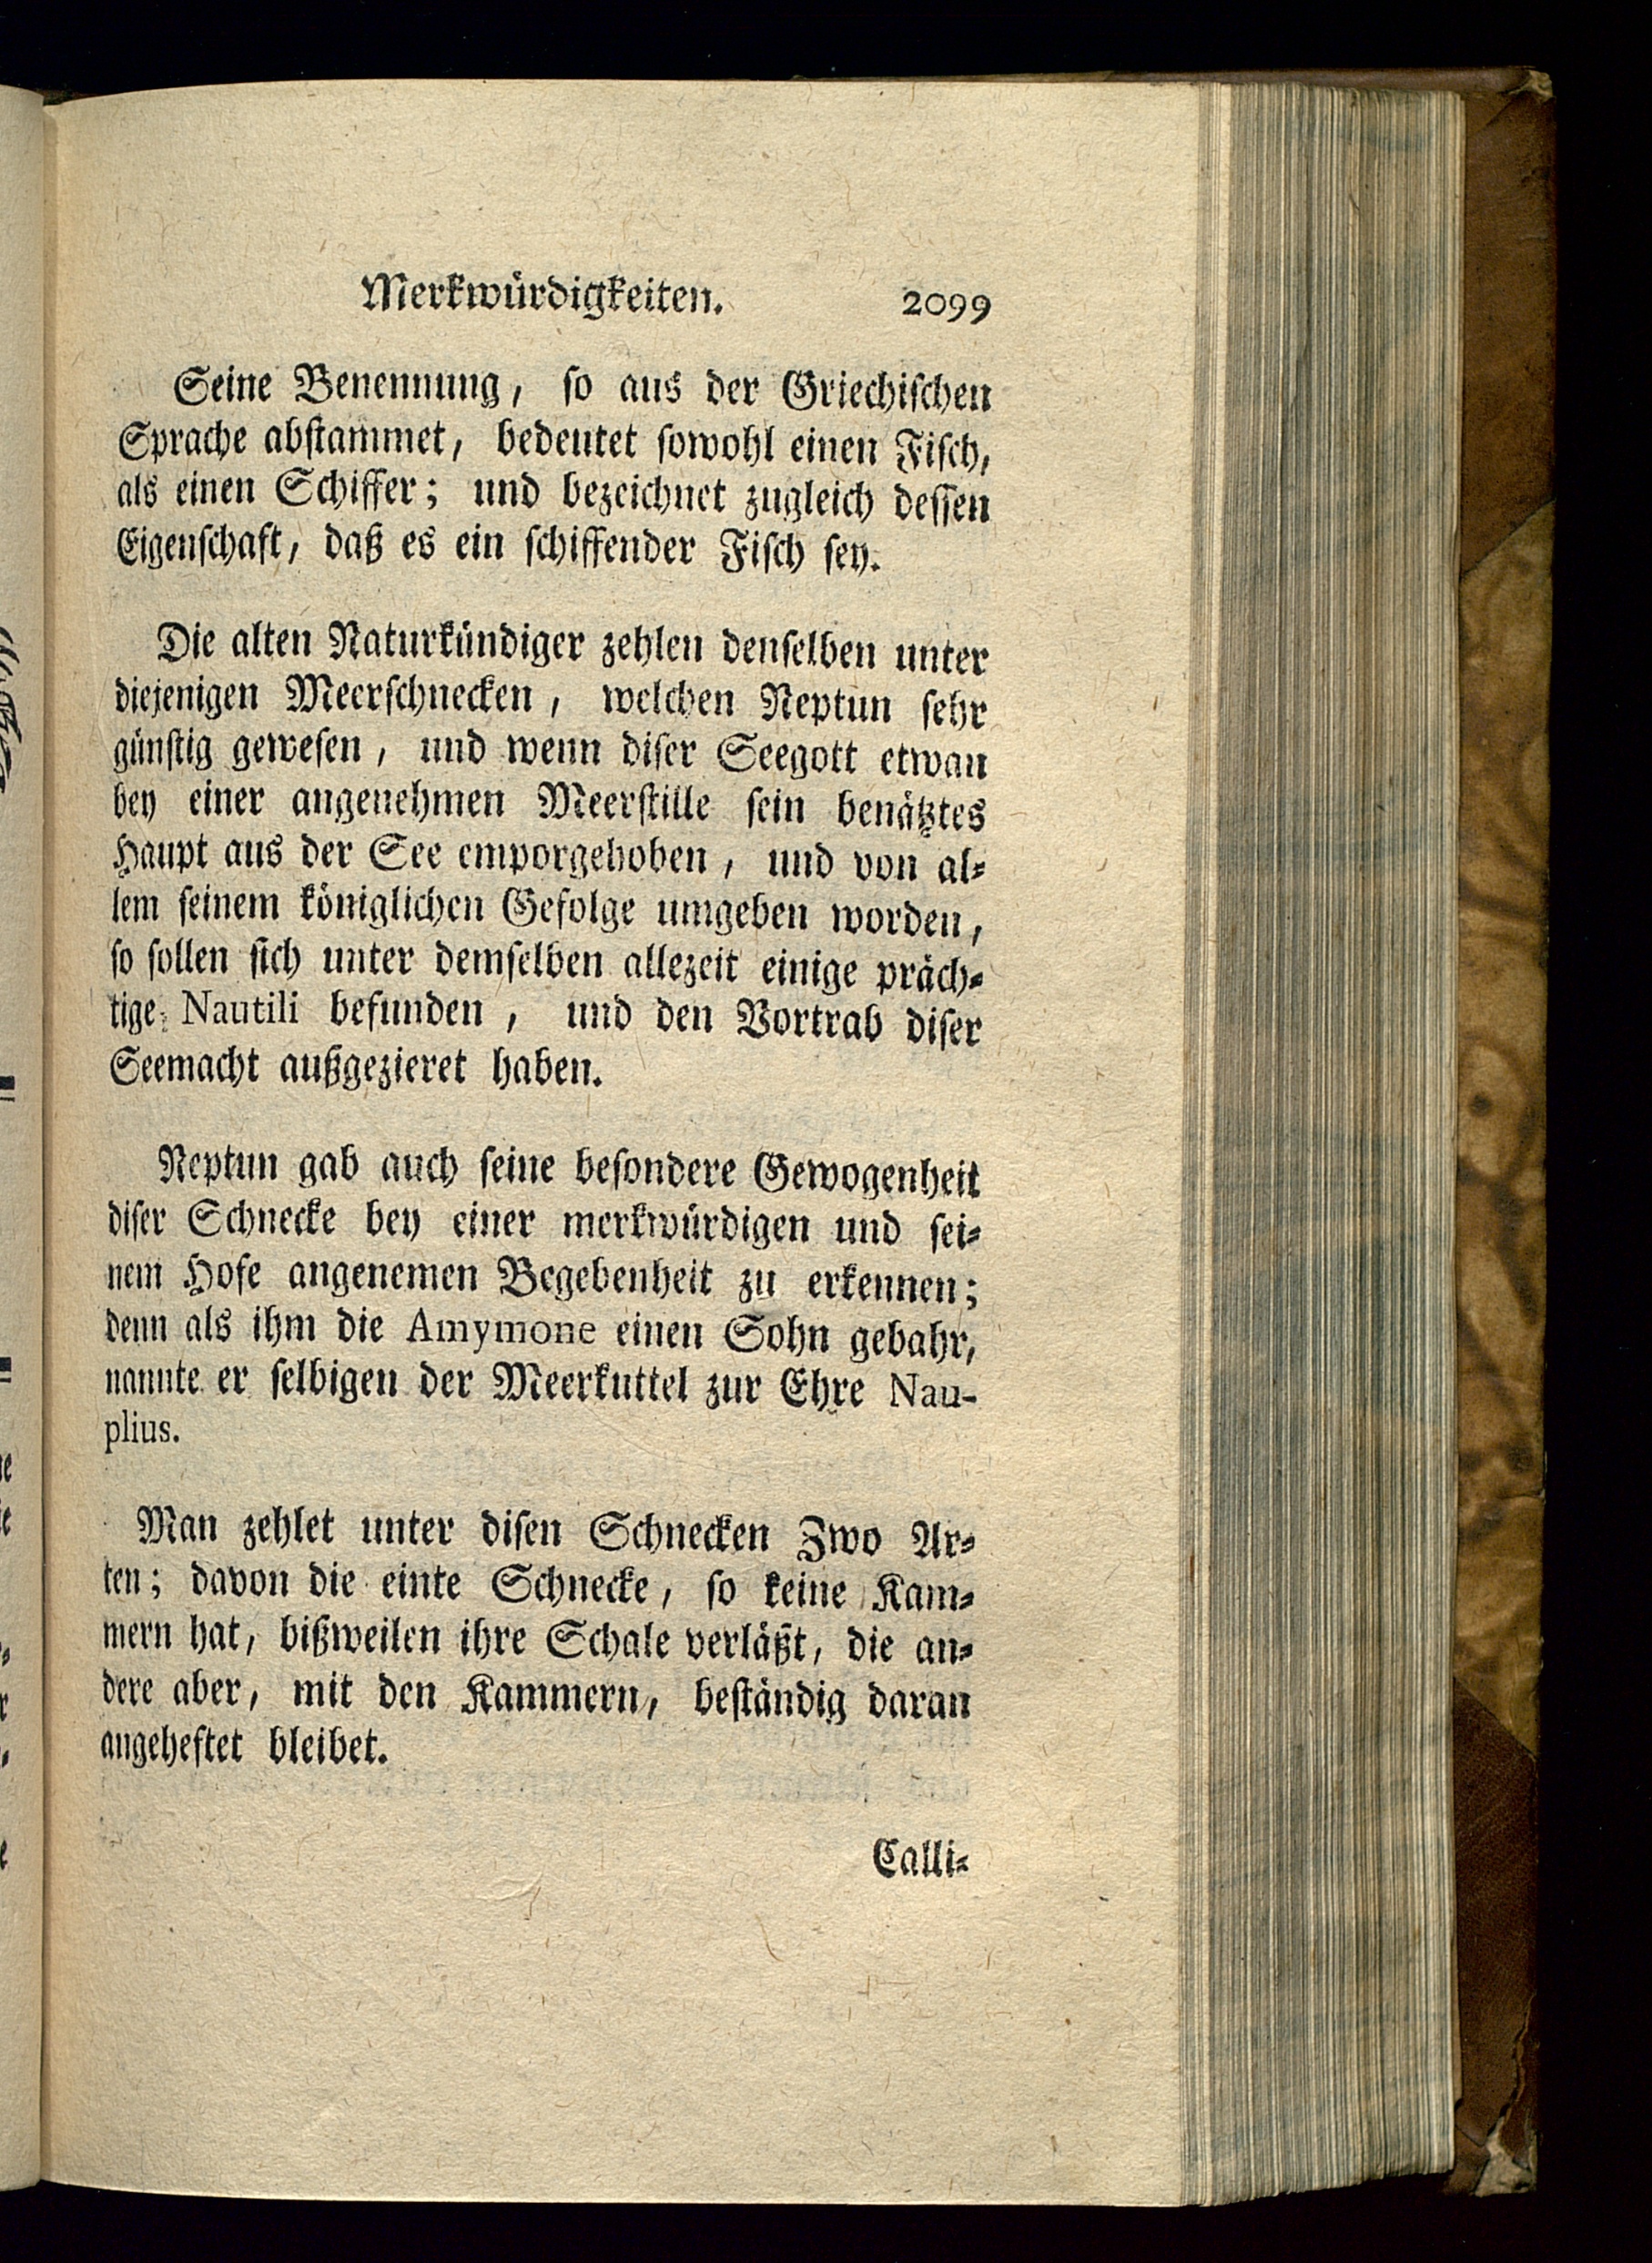 Merkwürdigkeiten. 2099
Seine Benennung, so aus der Griechischen
Sprache abstammet, bedeutet sowohl einen Fisch,
als einen Schiffer; und bezeichnet zugleich dessen
Eigenschaft, daß es ein schiffender Fisch sey.
Die alten Naturkündiger zehlen denselben unter
diejenigen Meerschnecken, welchen Neptun sehr
günstig gewesen, und wenn diser Seegott etwan
bey einer angenehmen Meerstille sein benätztes
Haupt aus der See emporgehoben, und von al-
lem seinem königlichen Gefolge umgeben worden,
so sollen sich unter demselben allezeit einige präch-
tige Nautili befunden, und den Vortrab diser
Seemacht außgezieret haben.
Neptun gab auch seine besondere Gewogenheit
diser Schnecke bey einer merkwürdigen und sei-
nem Hofe angenemen Begebenheit zu erkennen;
denn als ihm die Amymone einen Sohn gebahr,
nannte er selbigen der Meerkuttel zur Ehre Nau-
plius.
Man zehlet unter disen Schnecken Zwo Ar-
ten; davon die einte Schnecke, so keine Kam-
mern hat, bißweilen ihre Schale verläßt, die an-
dere aber, mit den Kammern, beständig daran
angeheftet bleibet.
Calli-